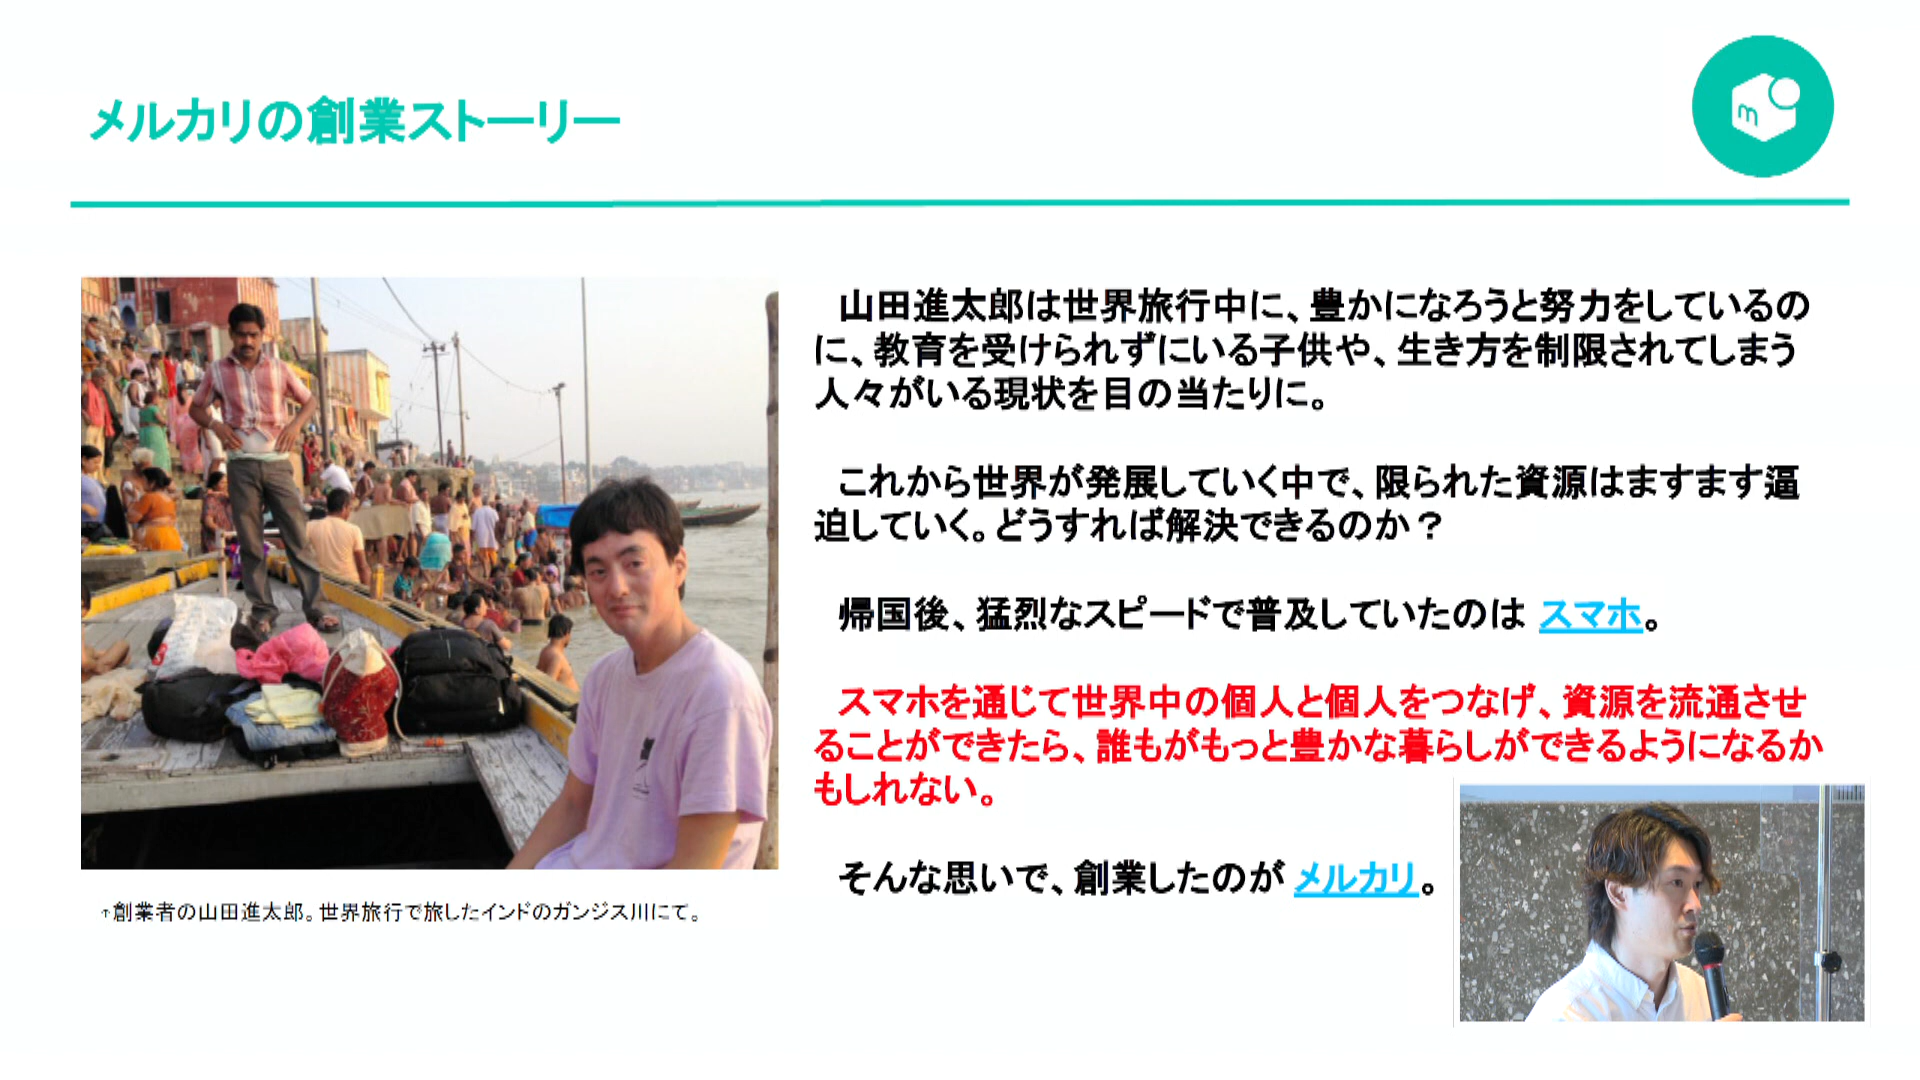 メルカリの創業ストーリー
m
山田進太郎は世界旅行中に、豊かになろうと努力をしているの
に、教育を受けられずにいる子供や、生き方を制限されてしまう
人々がいる現状を目の当たりに。
これから世界が発展していく中で、限られた資源はますます逼
迫していく。どうすれば解決できるのか？
帰国後、猛烈なスピードで普及していたのは スマホ。
スマホを通じて世界中の個人と個人をつなげ、資源を流通させ
ることができたら、誰もがもっと豊かな暮らしができるようになるか
もしれない。
そんな思いで、創業したのが メルカリ。
↑創業者の山田進太郎。世界旅行で旅したインドのガンジス川にて。